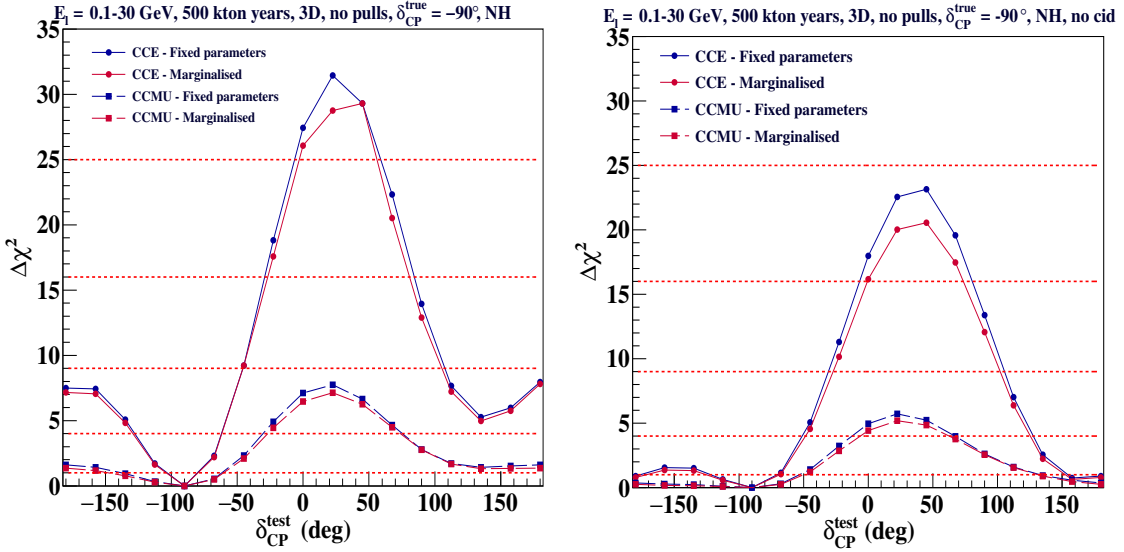 E_l = 0.1-30 GeV, 500 kton years, 3D, no pulls, δ_CP^true = −90°, NH
35
30
25
20
15
10
5
0
Δχ²
CCE - Fixed parameters
CCE - Marginalised
CCMU - Fixed parameters
CCMU - Marginalised
−150 −100 −50 0 50 100 150
δ_CP^test (deg)
E_l = 0.1-30 GeV, 500 kton years, 3D, no pulls, δ_CP^true = -90°, NH, no cid
35
30
25
20
15
10
5
0
Δχ²
CCE - Fixed parameters
CCE - Marginalised
CCMU - Fixed parameters
CCMU - Marginalised
−150 −100 −50 0 50 100 150
δ_CP^test (deg)